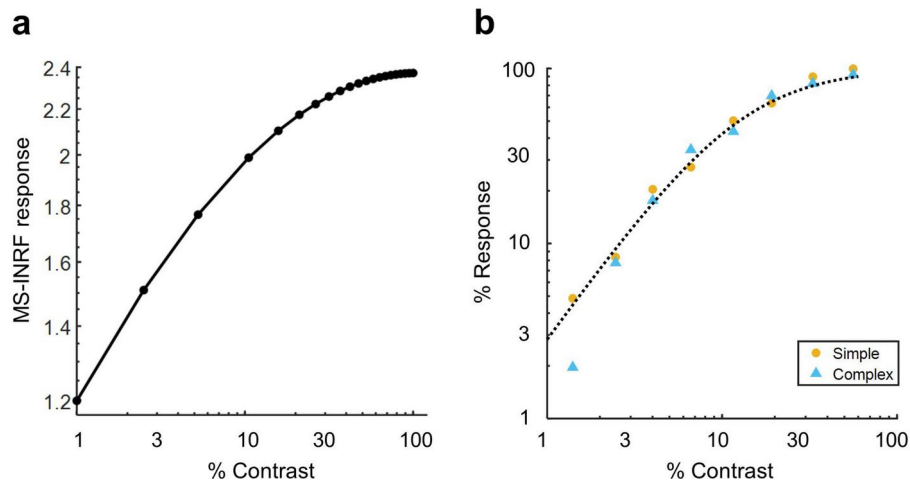 a
MS-INRF response
2.4
2.2
2
1.8
1.6
1.4
1.2
1 3 10 30 100
% Contrast
b
% Response
100
30
10
3
1
Simple
Complex
1 3 10 30 100
% Contrast